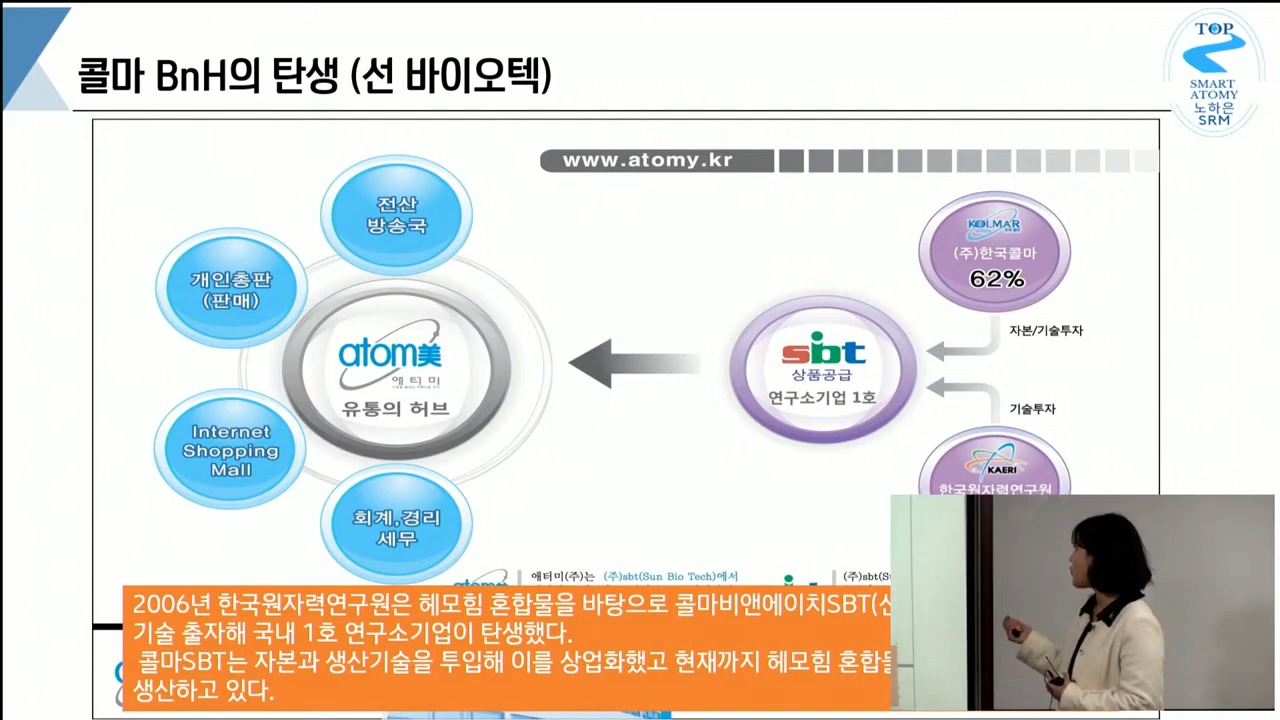 콜마 BnH의 탄생 (선 바이오텍)
TOP
SMART
ATOMY
노하은
SRM
www.atomy.kr
전산
방송국
개인총판
(판매)
Internet
Shopping
Mall
회계,경리
세무
atom美
애터미
유통의 허브
sbt
상품공급
연구소기업 1호
KOLMAR
(주)한국콜마
62%
자본/기술투자
기술투자
KAERI
한국원자력연구원
애터미(주)는 (주)sbt(Sun Bio Tech)에서
2006년 한국원자력연구원은 헤모힘 혼합물을 바탕으로 콜마비앤에이치SBT(선
기술 출자해 국내 1호 연구소기업이 탄생했다.
콜마SBT는 자본과 생산기술을 투입해 이를 상업화했고 현재까지 헤모힘 혼합물
생산하고 있다.